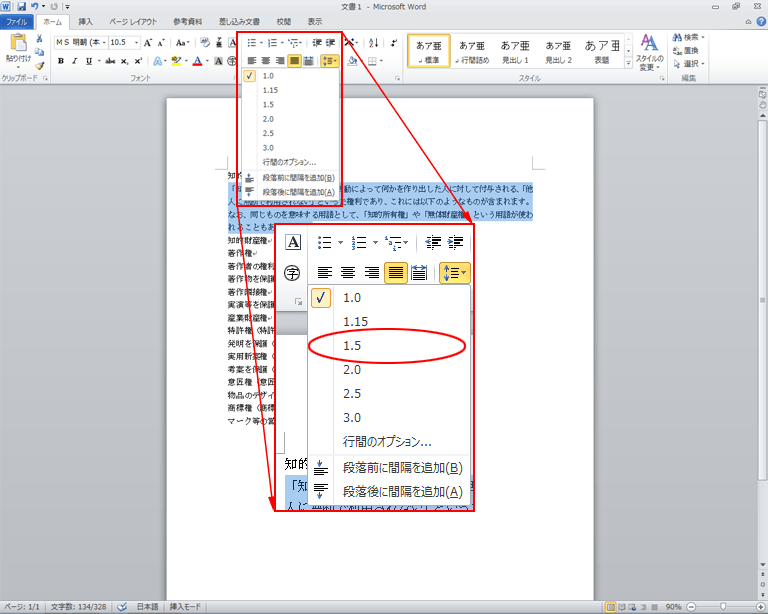 文書 1 - Microsoft Word
ファイル ホーム 挿入 ページ レイアウト 参考資料 差し込み文書 校閲 表示
貼り付け
ＭＳ 明朝 (本 10.5
あア亜 あア亜 あア亜 あア亜 あア亜
標準 行間詰め 見出し 1 見出し 2 表題
スタイルの
変更
検索
置換
選択
クリップボード フォント スタイル 編集
1.0
1.15
1.5
2.0
2.5
3.0
行間のオプション...
段落前に間隔を追加(B)
段落後に間隔を追加(A)
動によって何かを作り出した人に対して付与される、「他
権利であり、これには以下のようなものが含まれます。
なお、同じものを意味する用語として、「知的所有権」や「無体財産権」という用語が使わ
れることもあ
知的財産権
著作権
著作者の権利
著作物を保護
著作隣接権
実演等を保護
産業財産権
特許権（特許
発明を保護（
実用新案権（
考案を保護（
意匠権（意匠
物品のデザイ
商標権（商標
マーク等の営
1.0
1.15
1.5
2.0
2.5
3.0
行間のオプション...
段落前に間隔を追加(B)
段落後に間隔を追加(A)
知的
「知
ページ: 1/1 文字数: 134/328 日本語 挿入モード 90%